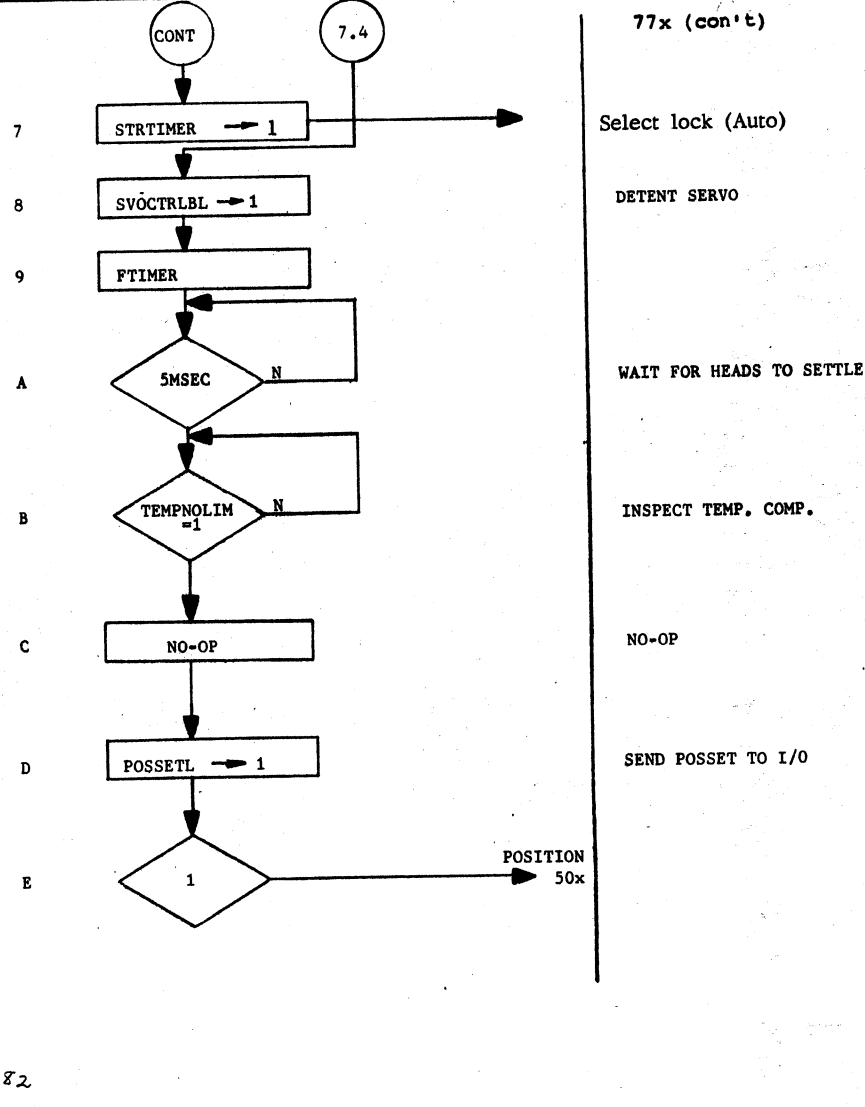 CONT 7.4 77x (con't)
7 STRTIMER → 1 Select lock (Auto)
8 SVOCTRLBL → 1 DETENT SERVO
9 FTIMER
A 5MSEC N WAIT FOR HEADS TO SETTLE
B TEMPNOLIM N INSPECT TEMP. COMP.
=1
C NO-OP NO-OP
D POSSETL → 1 SEND POSSET TO I/O
POSITION
E 1 50x
82